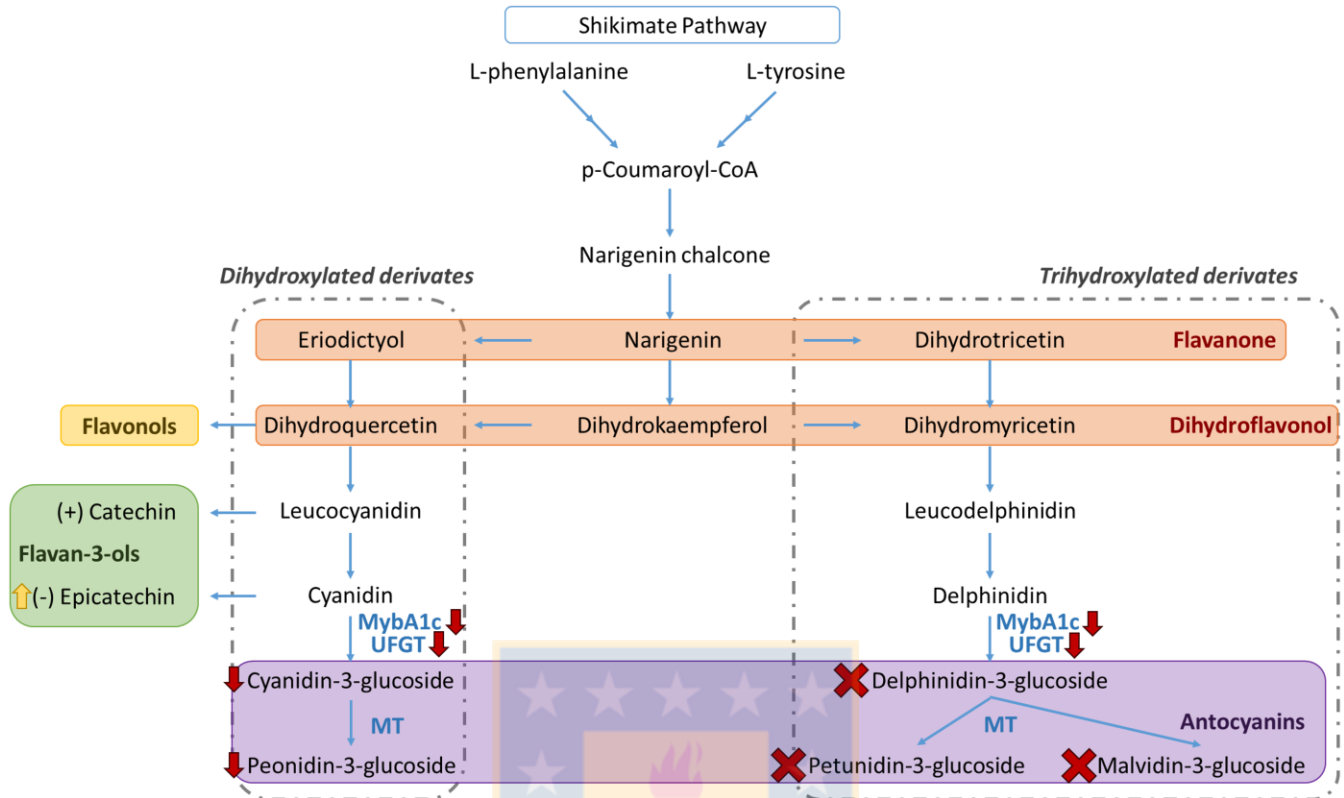 Shikimate Pathway
L-phenylalanine
L-tyrosine
p-Coumaroyl-CoA
Narigenin chalcone
Dihydroxylated derivates
Trihydroxylated derivates
Eriodictyol
Narigenin
Dihydrotricetin
Flavanone
Flavonols
Dihydroquercetin
Dihydrokaempferol
Dihydromyricetin
Dihydroflavonol
(+) Catechin
Leucocyanidin
Leucodelphinidin
Flavan-3-ols
(-) Epicatechin
Cyanidin
Delphinidin
MybA1c
MybA1c
UFGT
UFGT
Cyanidin-3-glucoside
Delphinidin-3-glucoside
MT
MT
Antocyanins
Peonidin-3-glucoside
Petunidin-3-glucoside
Malvidin-3-glucoside